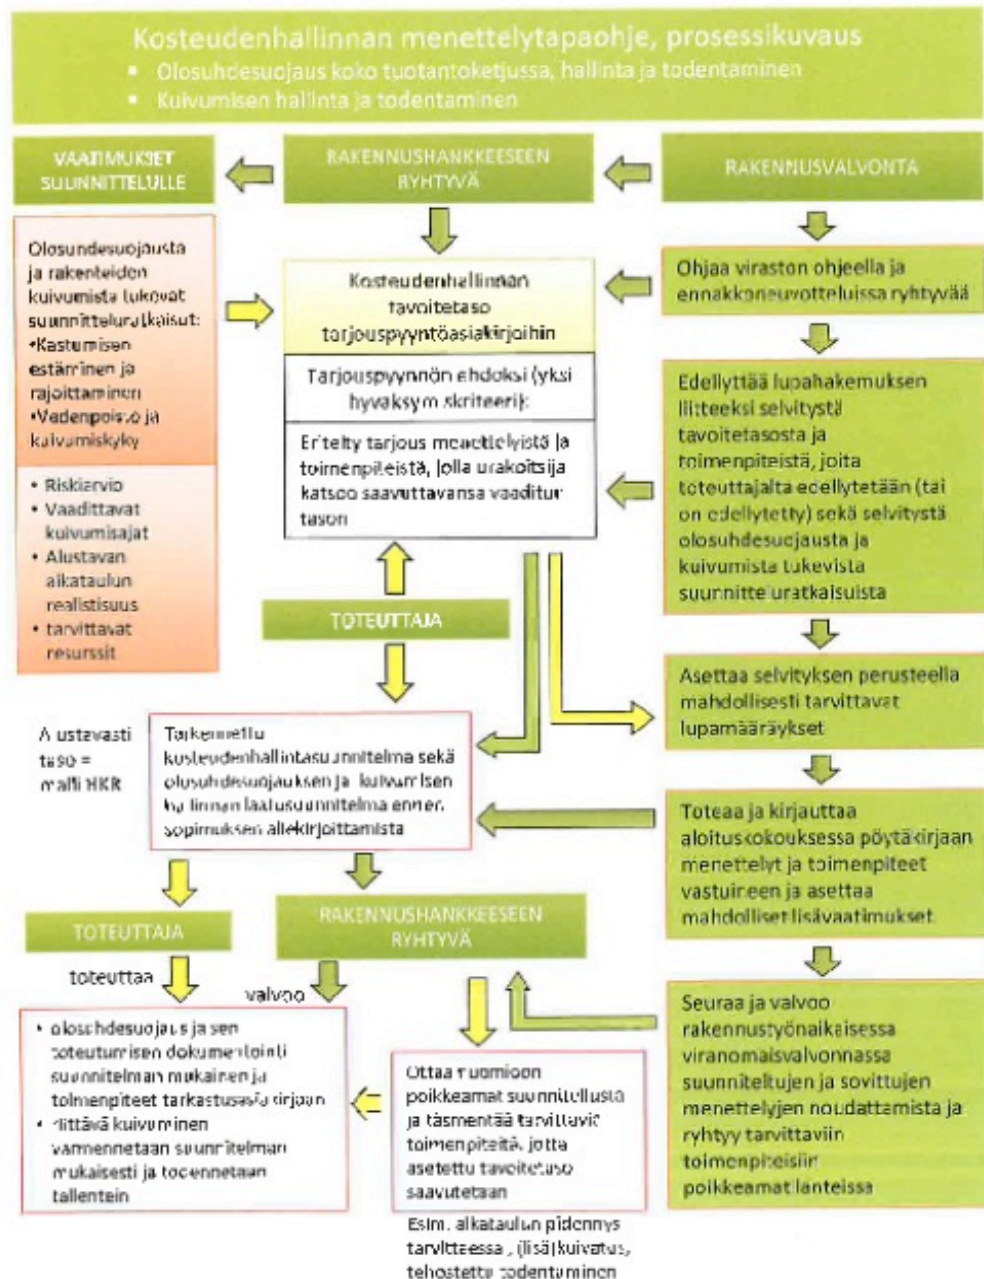 Kosteudenhallinnan menettelytapaohje, prosessikuvaus
▪ Olosuhdesuojaus koko tuotantoketjussa, hallinta ja todentaminen
▪ Kuivumisen hallinta ja todentaminen
VAATIMUKSET
SUUNNITTELULLE
RAKENNUSHANKKEESEEN
RYHTYVÄ
RAKENNUSVALVONTA
Olosuhdesuojausta
ja rakenteiden
kuivumista tukevat
suunnitteluratkaisut:
•Kastumisen
estäminen ja
rajoittaminen
•Vedenpoisto ja
kuivumiskyky
• Riskiarvio
• Vaadittavat
kuivumisajat
• Alustavan
aikataulun
realistisuus
• tarvittavat
resurssit
Kosteudenhallinnan
tavoitetaso
tarjouspyyntöasiakirjoihin
Tarjouspyynnön ehdoksi (yksi
hyväksymiskriteeri):
Eritelty tarjous menettelyistä ja
toimenpiteistä, jolla urakoitsija
katsoo saavuttavansa vaaditun
tason
Ohjaa viraston ohjeella ja
ennakkoneuvotteluissa ryhtyvää
Edellyttää lupahakemuksen
liitteeksi selvitystä
tavoitetasosta ja
toimenpiteistä, joita
toteuttajalta edellytetään (tai
on edellytetty) sekä selvitystä
olosuhdesuojausta ja
kuivumista tukevista
suunnitteluratkaisuista
TOTEUTTAJA
Asettaa selvityksen perusteella
mahdollisesti tarvittavat
lupamääräykset
Alustavasti
taso =
malli HKR
Tarkennettu
kosteudenhallintasuunnitelma sekä
olosuhdesuojauksen ja kuivumisen
hallinnan laatusuunnitelma ennen
sopimuksen allekirjoittamista
Toteaa ja kirjauttaa
aloituskokouksessa pöytäkirjaan
menettelyt ja toimenpiteet
vastuineen ja asettaa
mahdolliset lisävaatimukset
TOTEUTTAJA
RAKENNUSHANKKEESEEN
RYHTYVÄ
toteuttaa
valvoo
• olosuhdesuojaus ja sen
toteutumisen dokumentointi
suunnitelman mukainen ja
toimenpiteet tarkastusasiakirjaan
• riittävä kuivuminen
varmennetaan suunnitelman
mukaisesti ja todennetaan
tallentein
Ottaa huomioon
poikkeamat suunnitellusta
ja täsmentää tarvittavia
toimenpiteitä, jotta
asetettu tavoitetaso
saavutetaan
Esim. aikataulun pidennys
tarvittaessa , (lisä)kuivatus,
tehostettu todentaminen
Seuraa ja valvoo
rakennustyönaikaisessa
viranomaisvalvonnassa
suunniteltujen ja sovittujen
menettelyjen noudattamista ja
ryhtyy tarvittaviin
toimenpiteisiin
poikkeamatilanteissa